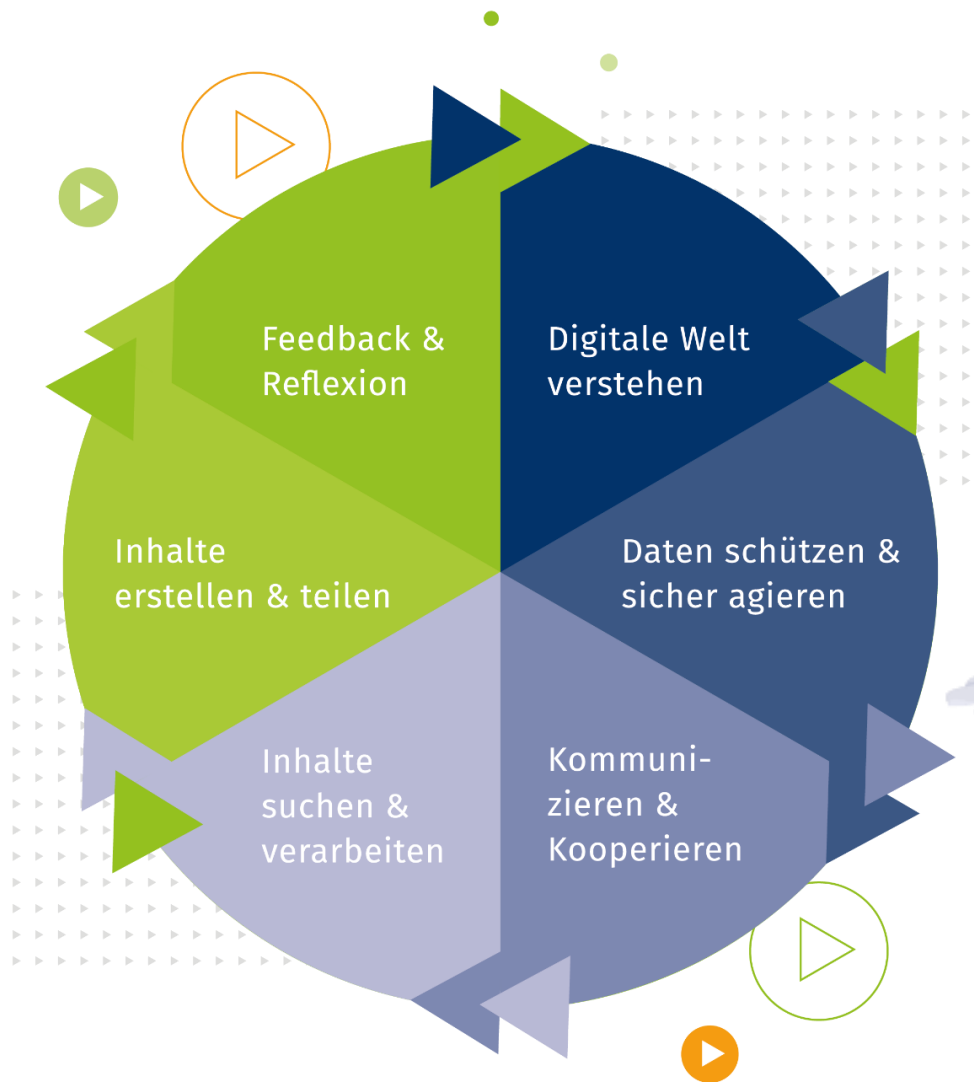 Feedback &
Reflexion
Digitale Welt
verstehen
Daten schützen &
sicher agieren
Kommuni-
zieren &
Kooperieren
Inhalte
suchen &
verarbeiten
Inhalte
erstellen & teilen